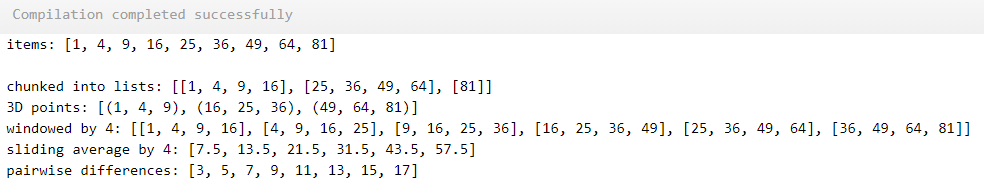 Compilation completed successfully
items: [1, 4, 9, 16, 25, 36, 49, 64, 81]
chunked into lists: [[1, 4, 9, 16], [25, 36, 49, 64], [81]]
3D points: [(1, 4, 9), (16, 25, 36), (49, 64, 81)]
windowed by 4: [[1, 4, 9, 16], [4, 9, 16, 25], [9, 16, 25, 36], [16, 25, 36, 49], [25, 36, 49, 64], [36, 49, 64, 81]]
sliding average by 4: [7.5, 13.5, 21.5, 31.5, 43.5, 57.5]
pairwise differences: [3, 5, 7, 9, 11, 13, 15, 17]